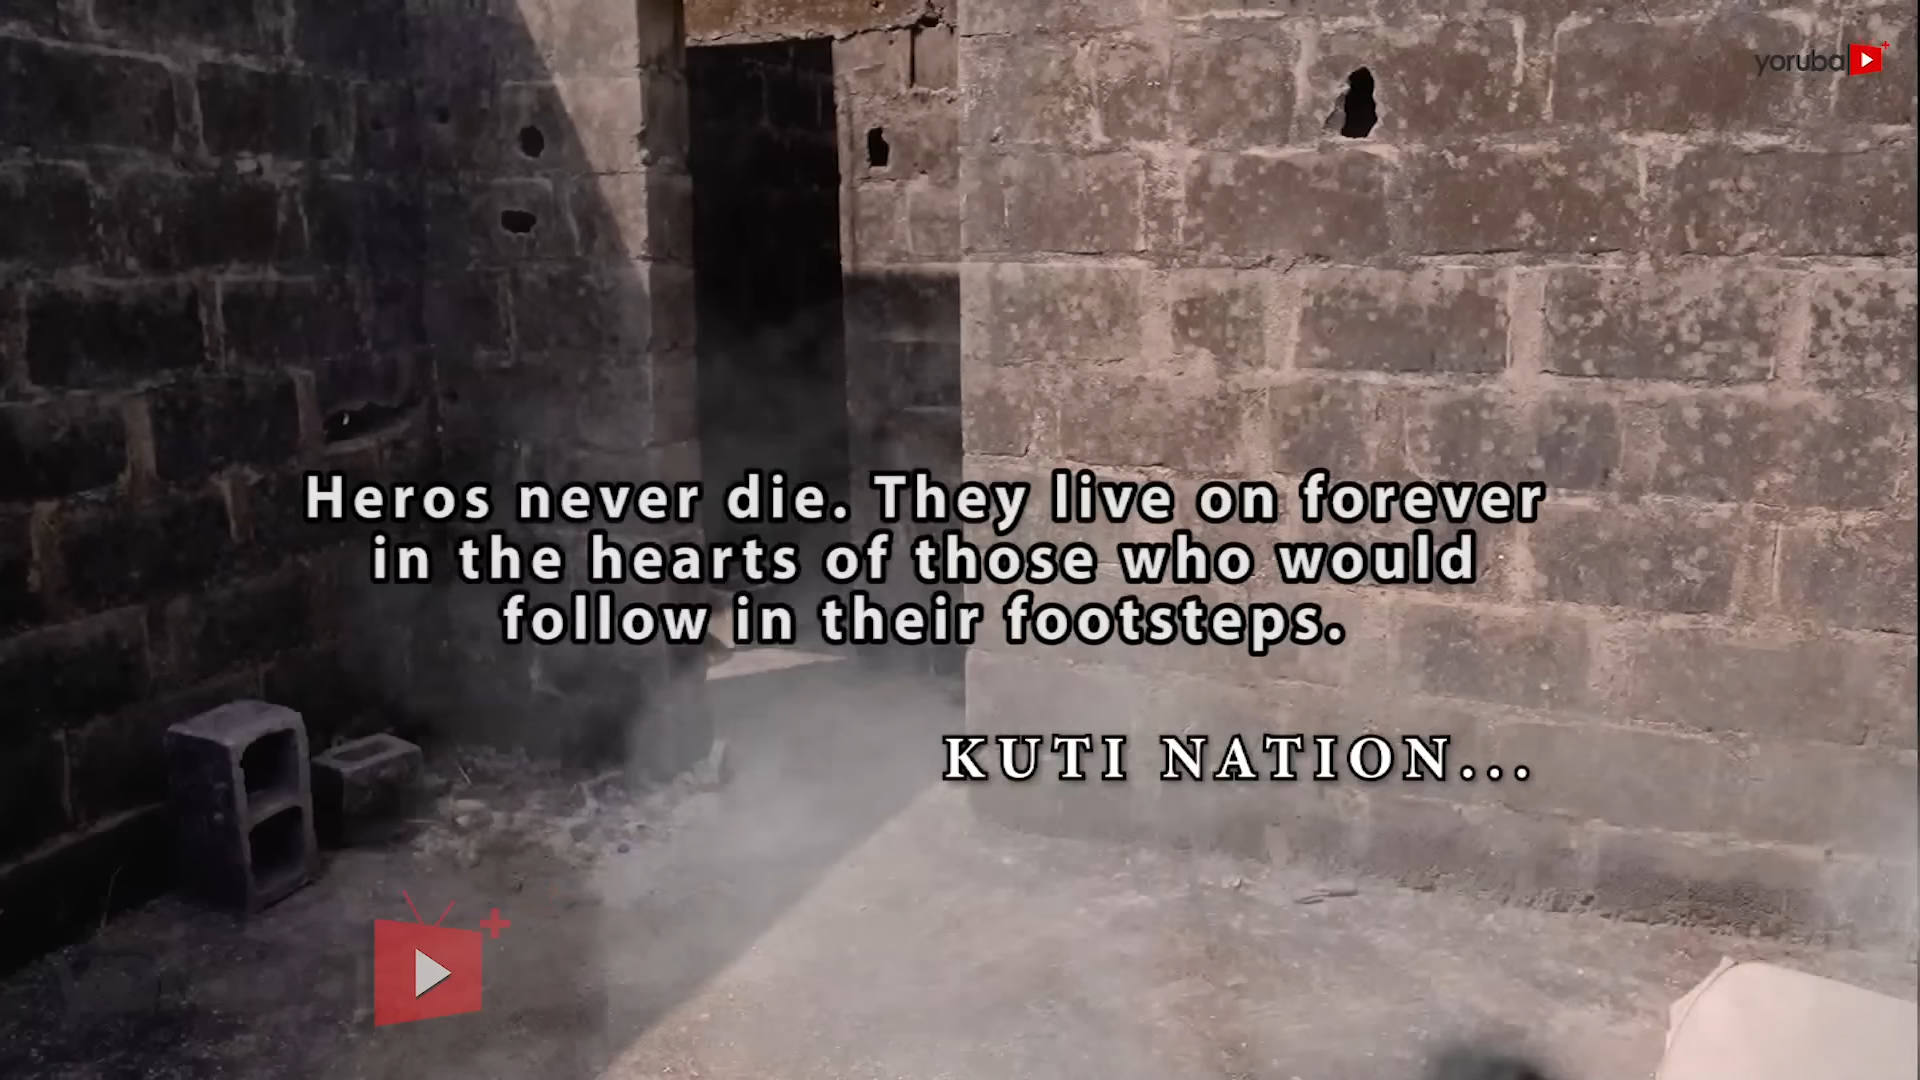 yoruba
Heros never die. They live on forever
in the hearts of those who would
follow in their footsteps.
KUTI NATION...